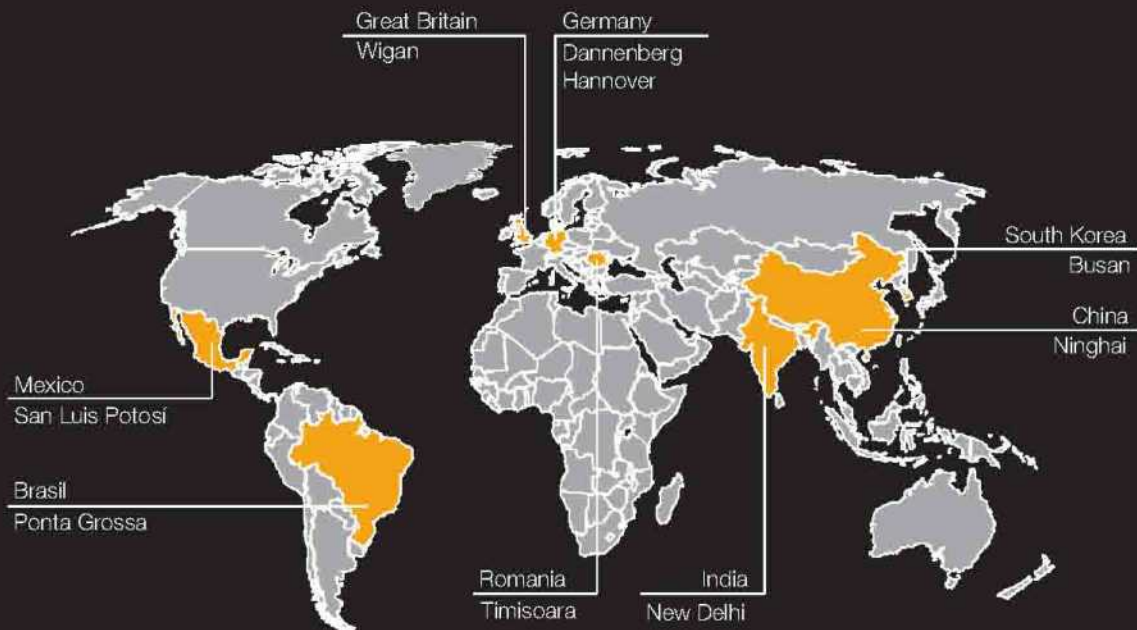 Great Britain
Wigan
Germany
Dannenberg
Hannover
South Korea
Busan
China
Ninghai
Mexico
San Luis Potosí
Brasil
Ponta Grossa
Romania
Timisoara
India
New Delhi